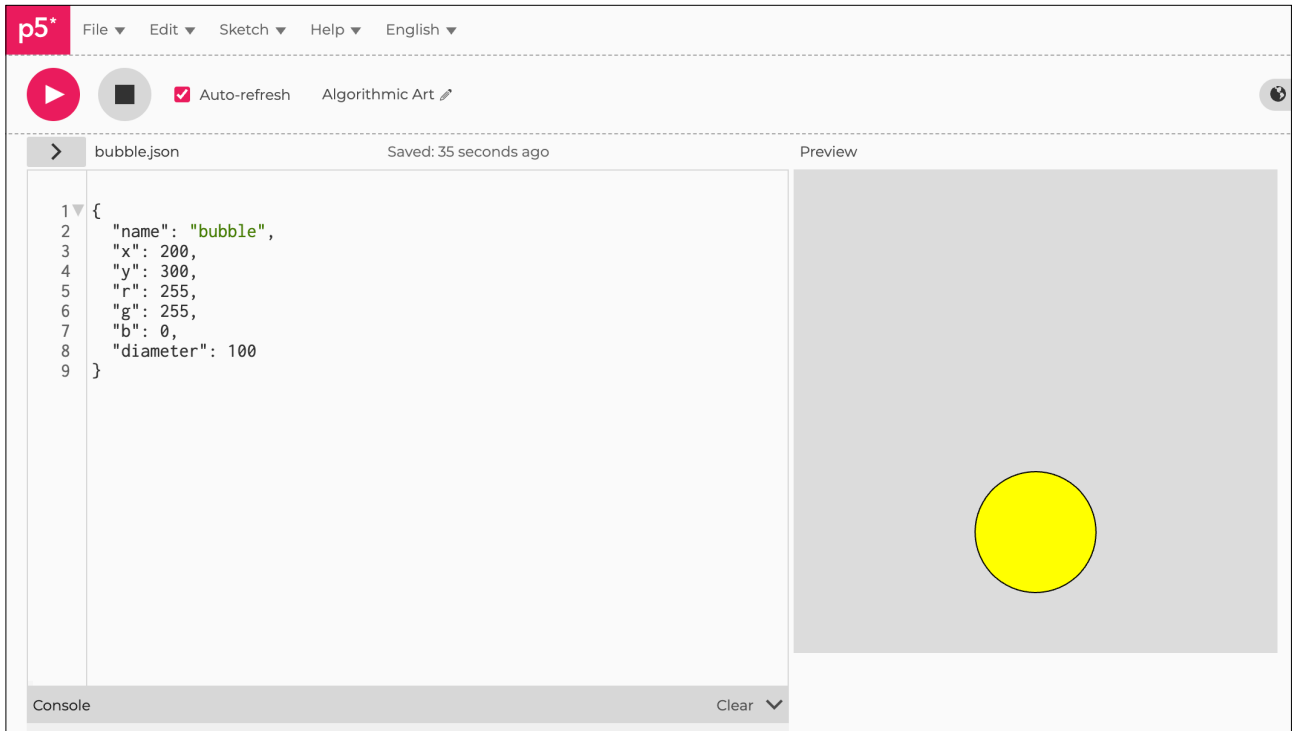 p5* File Edit Sketch Help English
Auto-refresh Algorithmic Art
bubble.json Saved: 35 seconds ago Preview
1 {
2 "name": "bubble",
3 "x": 200,
4 "y": 300,
5 "r": 255,
6 "g": 255,
7 "b": 0,
8 "diameter": 100
9 }
Console Clear